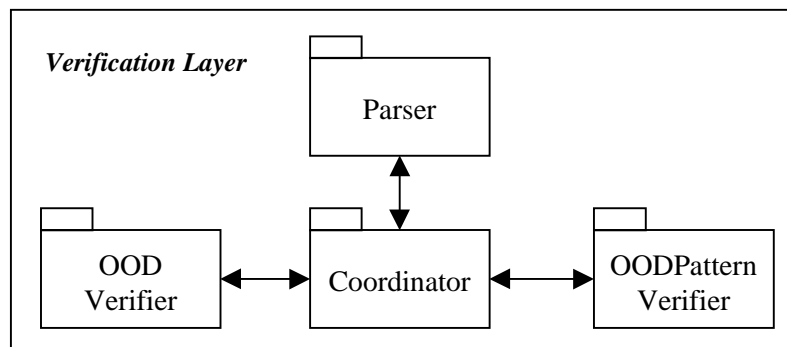 Verification Layer
Parser
OOD
Verifier
Coordinator
OODPattern
Verifier